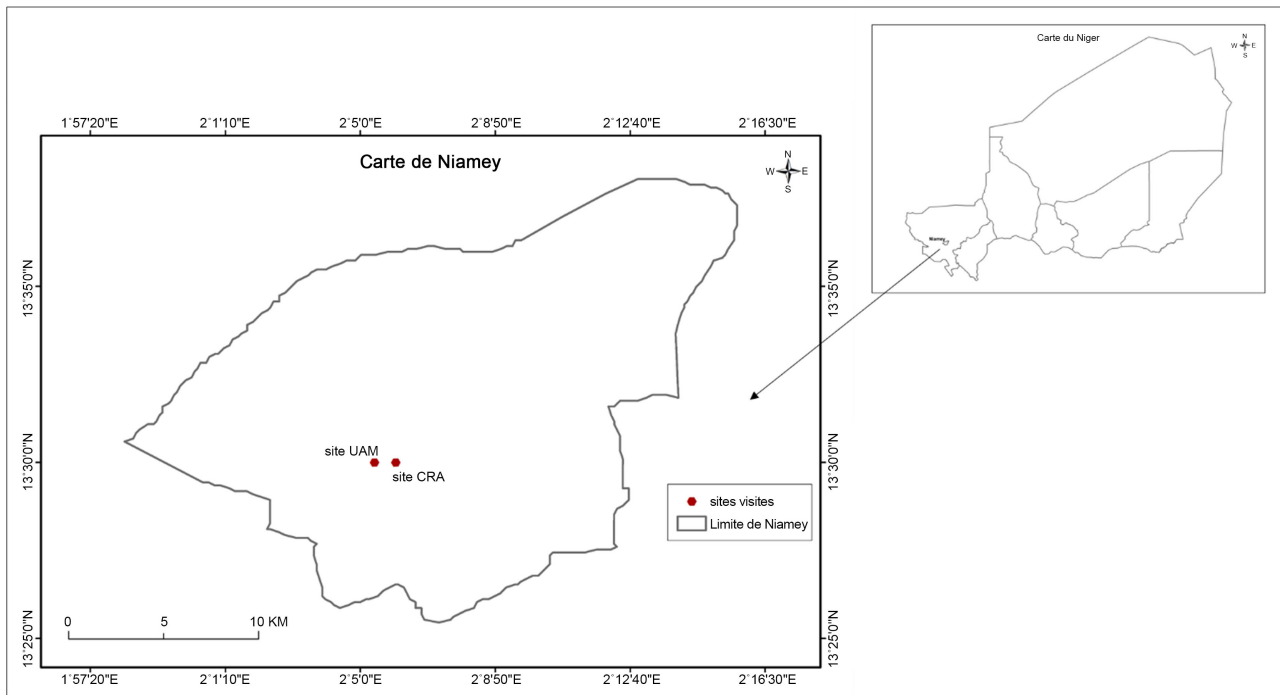 Carte du Niger
N
W E
S
Niamey
1°57'20"E 2°1'10"E 2°5'0"E 2°8'50"E 2°12'40"E 2°16'30"E
Carte de Niamey
N
W E
S
13°35'0"N 13°35'0"N
site UAM
site CRA
13°30'0"N 13°30'0"N
sites visites
Limite de Niamey
0 5 10 KM
13°25'0"N 13°25'0"N
1°57'20"E 2°1'10"E 2°5'0"E 2°8'50"E 2°12'40"E 2°16'30"E